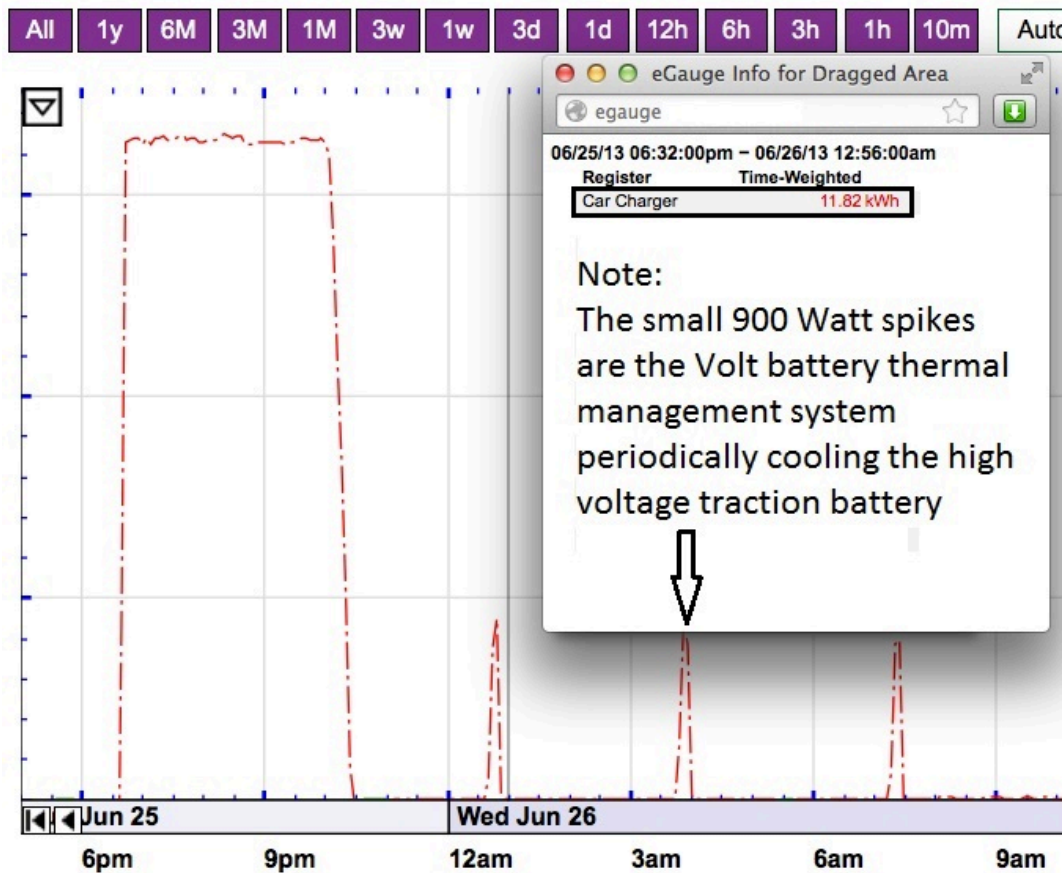 All 1y 6M 3M 1M 3w 1w 3d 1d 12h 6h 3h 1h 10m Auto
eGauge Info for Dragged Area
egauge
06/25/13 06:32:00pm – 06/26/13 12:56:00am
Register Time-Weighted
Car Charger 11.82 kWh
Note:
The small 900 Watt spikes
are the Volt battery thermal
management system
periodically cooling the high
voltage traction battery
Jun 25 Wed Jun 26
6pm 9pm 12am 3am 6am 9am